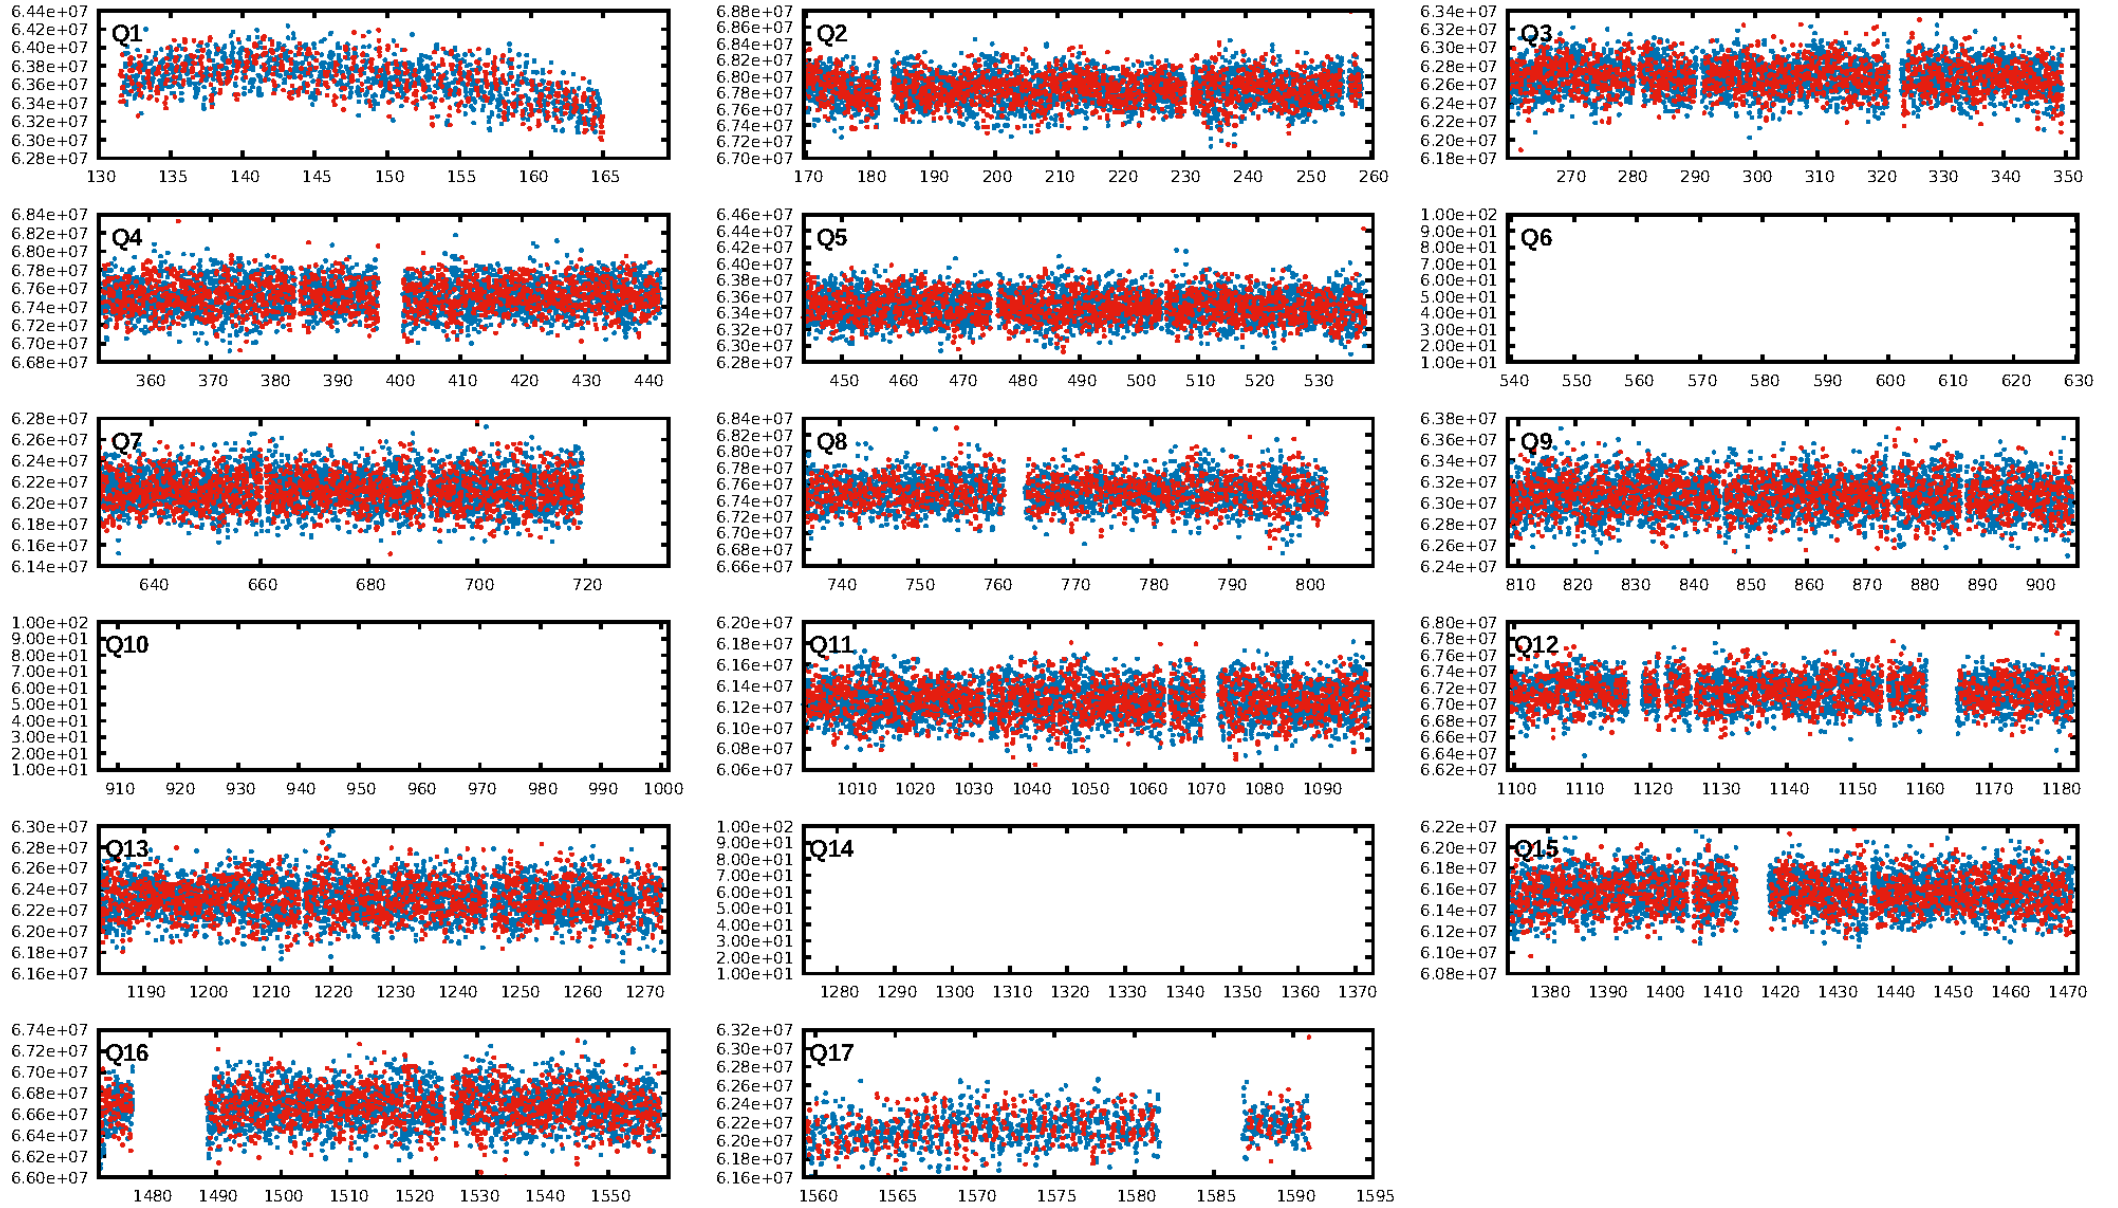 6.44e+07
6.42e+07
6.40e+07
6.38e+07
6.36e+07
6.34e+07
6.32e+07
6.30e+07
6.28e+07
Q1
130 135 140 145 150 155 160 165
6.88e+07
6.86e+07
6.84e+07
6.82e+07
6.80e+07
6.78e+07
6.76e+07
6.74e+07
6.72e+07
6.70e+07
Q2
170 180 190 200 210 220 230 240 250 260
6.34e+07
6.32e+07
6.30e+07
6.28e+07
6.26e+07
6.24e+07
6.22e+07
6.20e+07
6.18e+07
Q3
270 280 290 300 310 320 330 340 350
6.84e+07
6.82e+07
6.80e+07
6.78e+07
6.76e+07
6.74e+07
6.72e+07
6.70e+07
6.68e+07
Q4
360 370 380 390 400 410 420 430 440
6.46e+07
6.44e+07
6.42e+07
6.40e+07
6.38e+07
6.36e+07
6.34e+07
6.32e+07
6.30e+07
6.28e+07
Q5
450 460 470 480 490 500 510 520 530
1.00e+02
9.00e+01
8.00e+01
7.00e+01
6.00e+01
5.00e+01
4.00e+01
3.00e+01
2.00e+01
1.00e+01
Q6
540 550 560 570 580 590 600 610 620 630
6.28e+07
6.26e+07
6.24e+07
6.22e+07
6.20e+07
6.18e+07
6.16e+07
6.14e+07
Q7
640 660 680 700 720
6.84e+07
6.82e+07
6.80e+07
6.78e+07
6.76e+07
6.74e+07
6.72e+07
6.70e+07
6.68e+07
6.66e+07
Q8
740 750 760 770 780 790 800
6.38e+07
6.36e+07
6.34e+07
6.32e+07
6.30e+07
6.28e+07
6.26e+07
6.24e+07
Q9
810 820 830 840 850 860 870 880 890 900
1.00e+02
9.00e+01
8.00e+01
7.00e+01
6.00e+01
5.00e+01
4.00e+01
3.00e+01
2.00e+01
1.00e+01
Q10
910 920 930 940 950 960 970 980 990 1000
6.20e+07
6.18e+07
6.16e+07
6.14e+07
6.12e+07
6.10e+07
6.08e+07
6.06e+07
Q11
1010 1020 1030 1040 1050 1060 1070 1080 1090
6.80e+07
6.78e+07
6.76e+07
6.74e+07
6.72e+07
6.70e+07
6.68e+07
6.66e+07
6.64e+07
6.62e+07
Q12
1100 1110 1120 1130 1140 1150 1160 1170 1180
6.30e+07
6.28e+07
6.26e+07
6.24e+07
6.22e+07
6.20e+07
6.18e+07
6.16e+07
Q13
1190 1200 1210 1220 1230 1240 1250 1260 1270
1.00e+02
9.00e+01
8.00e+01
7.00e+01
6.00e+01
5.00e+01
4.00e+01
3.00e+01
2.00e+01
1.00e+01
Q14
1280 1290 1300 1310 1320 1330 1340 1350 1360 1370
6.22e+07
6.20e+07
6.18e+07
6.16e+07
6.14e+07
6.12e+07
6.10e+07
6.08e+07
Q15
1380 1390 1400 1410 1420 1430 1440 1450 1460 1470
6.74e+07
6.72e+07
6.70e+07
6.68e+07
6.66e+07
6.64e+07
6.62e+07
6.60e+07
Q16
1480 1490 1500 1510 1520 1530 1540 1550
6.32e+07
6.30e+07
6.28e+07
6.26e+07
6.24e+07
6.22e+07
6.20e+07
6.18e+07
6.16e+07
Q17
1560 1565 1570 1575 1580 1585 1590 1595